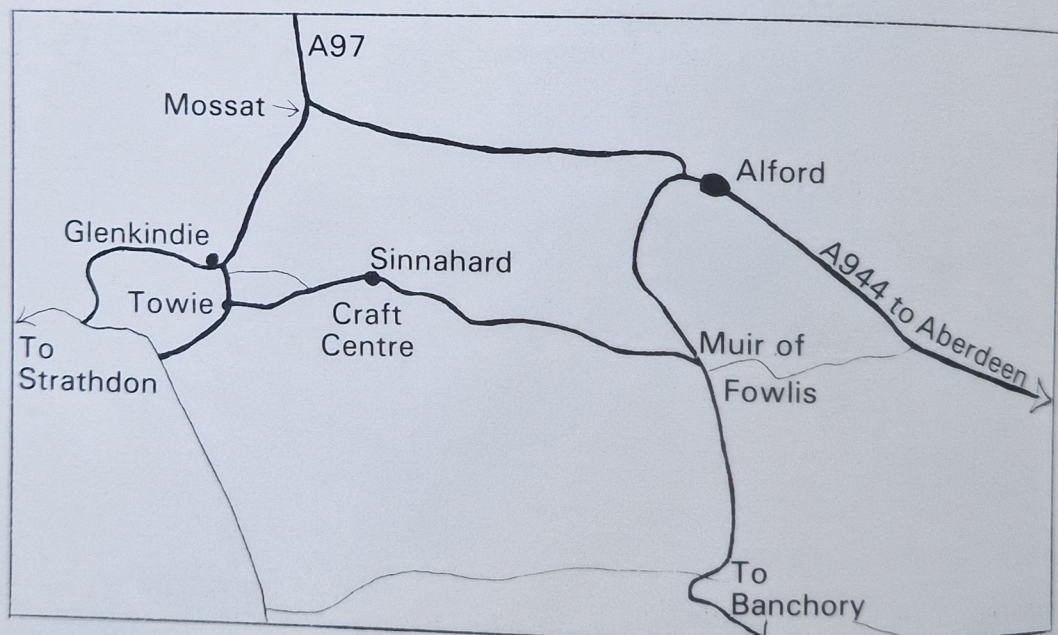 A97
Mossat
Alford
Glenkindie
Sinnahard
A944 to Aberdeen
Towie
Craft
Centre
To
Strathdon
Muir of
Fowlis
To
Banchory